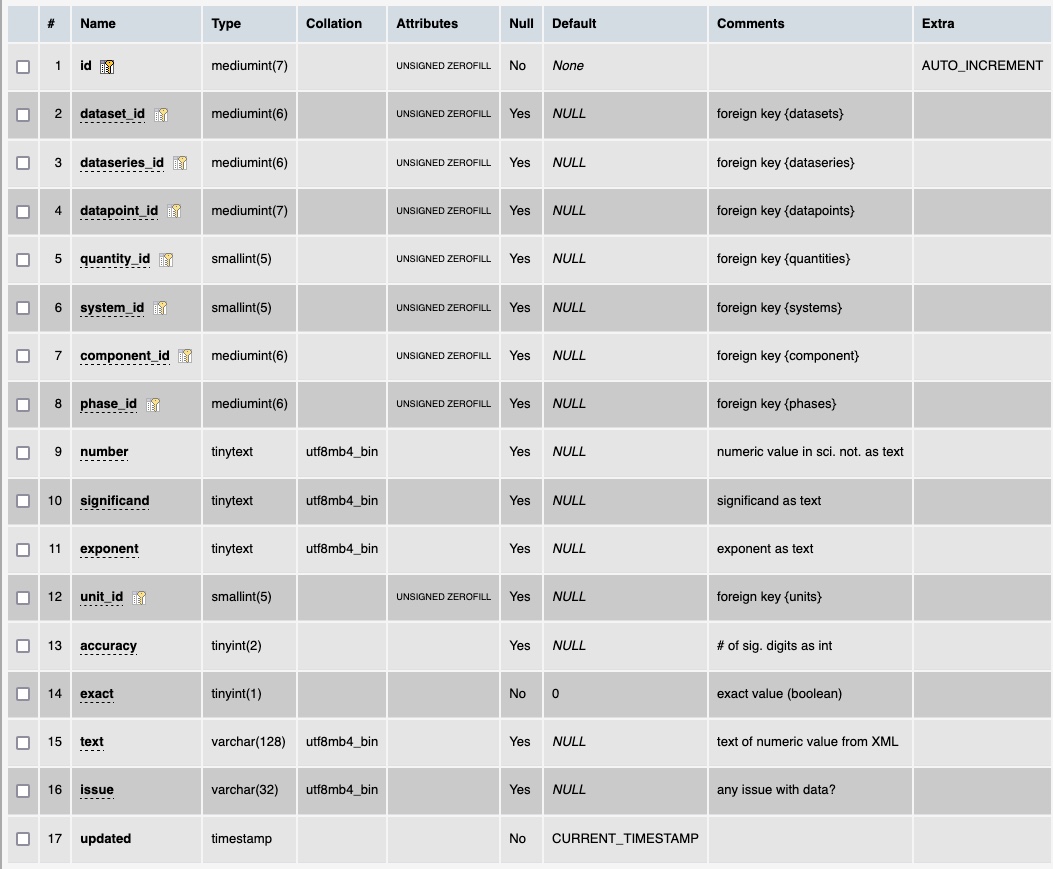 # Name Type Collation Attributes Null Default Comments Extra
1 id mediumint(7) UNSIGNED ZEROFILL No None AUTO_INCREMENT
2 dataset_id mediumint(6) UNSIGNED ZEROFILL Yes NULL foreign key {datasets}
3 dataseries_id mediumint(6) UNSIGNED ZEROFILL Yes NULL foreign key {dataseries}
4 datapoint_id mediumint(7) UNSIGNED ZEROFILL Yes NULL foreign key {datapoints}
5 quantity_id smallint(5) UNSIGNED ZEROFILL Yes NULL foreign key {quantities}
6 system_id smallint(5) UNSIGNED ZEROFILL Yes NULL foreign key {systems}
7 component_id mediumint(6) UNSIGNED ZEROFILL Yes NULL foreign key {component}
8 phase_id mediumint(6) UNSIGNED ZEROFILL Yes NULL foreign key {phases}
9 number tinytext utf8mb4_bin Yes NULL numeric value in sci. not. as text
10 significand tinytext utf8mb4_bin Yes NULL significand as text
11 exponent tinytext utf8mb4_bin Yes NULL exponent as text
12 unit_id smallint(5) UNSIGNED ZEROFILL Yes NULL foreign key {units}
13 accuracy tinyint(2) Yes NULL # of sig. digits as int
14 exact tinyint(1) No 0 exact value (boolean)
15 text varchar(128) utf8mb4_bin Yes NULL text of numeric value from XML
16 issue varchar(32) utf8mb4_bin Yes NULL any issue with data?
17 updated timestamp No CURRENT_TIMESTAMP